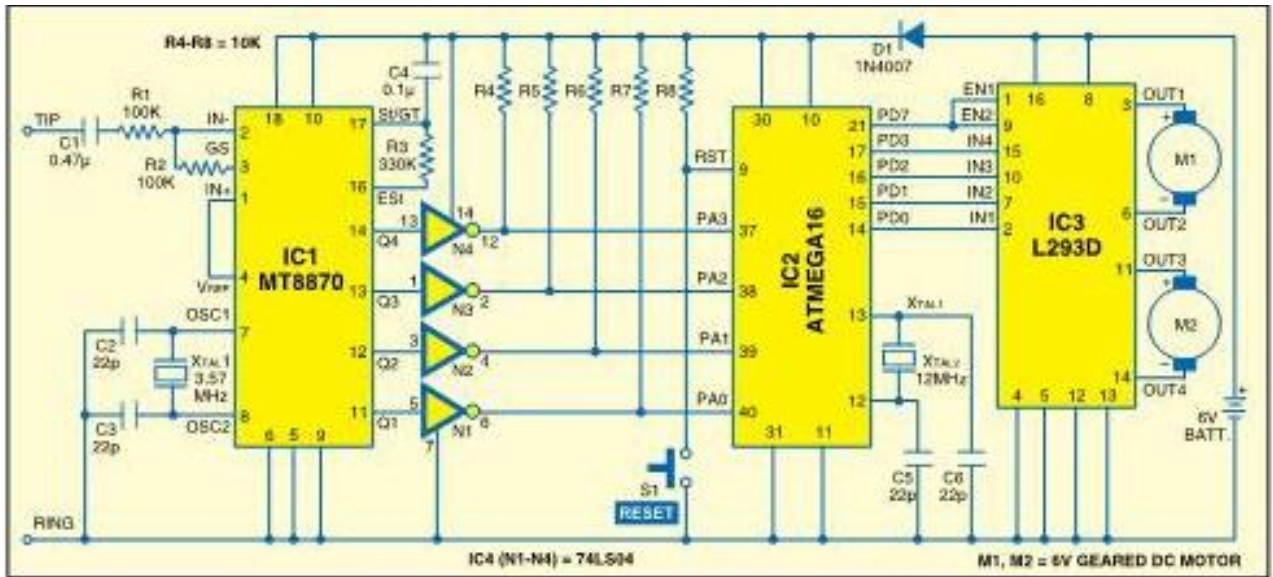 R4-R8 = 10K
D1
1N4007
TIP
C1
0.47µ
R1
100K
R2
100K
IN-
2
GS
3
IN+
1
4
VREF
OSC1
7
C2
22p
XTAL1
3.57
MHz
C3
22p
8
OSC2
RING
18
10
IC1
MT8870
6
5
9
C4
0.1µ
17
St/GT
R3
330K
16
ESt
14
Q4
13
Q3
12
Q2
11
Q1
13
14
N4
12
1
N3
2
3
N2
4
5
N1
6
7
R4
R5
R6
R7
R8
RST
9
PA3
37
PA2
38
PA1
39
PA0
40
S1
RESET
30
10
IC2
ATMEGA16
31
11
21
PD7
17
PD3
16
PD2
15
PD1
14
PD0
13
XTAL1
XTAL2
12MHz
12
C5
22p
C6
22p
EN1
1
EN2
9
IN4
15
IN3
10
IN2
7
IN1
2
16
8
IC3
L293D
4
5
12
13
3
OUT1
+
M1
–
6
OUT2
11
OUT3
+
M2
–
14
OUT4
+
6V
BATT.
IC4 (N1-N4) = 74LS04
M1, M2 = 6V GEARED DC MOTOR